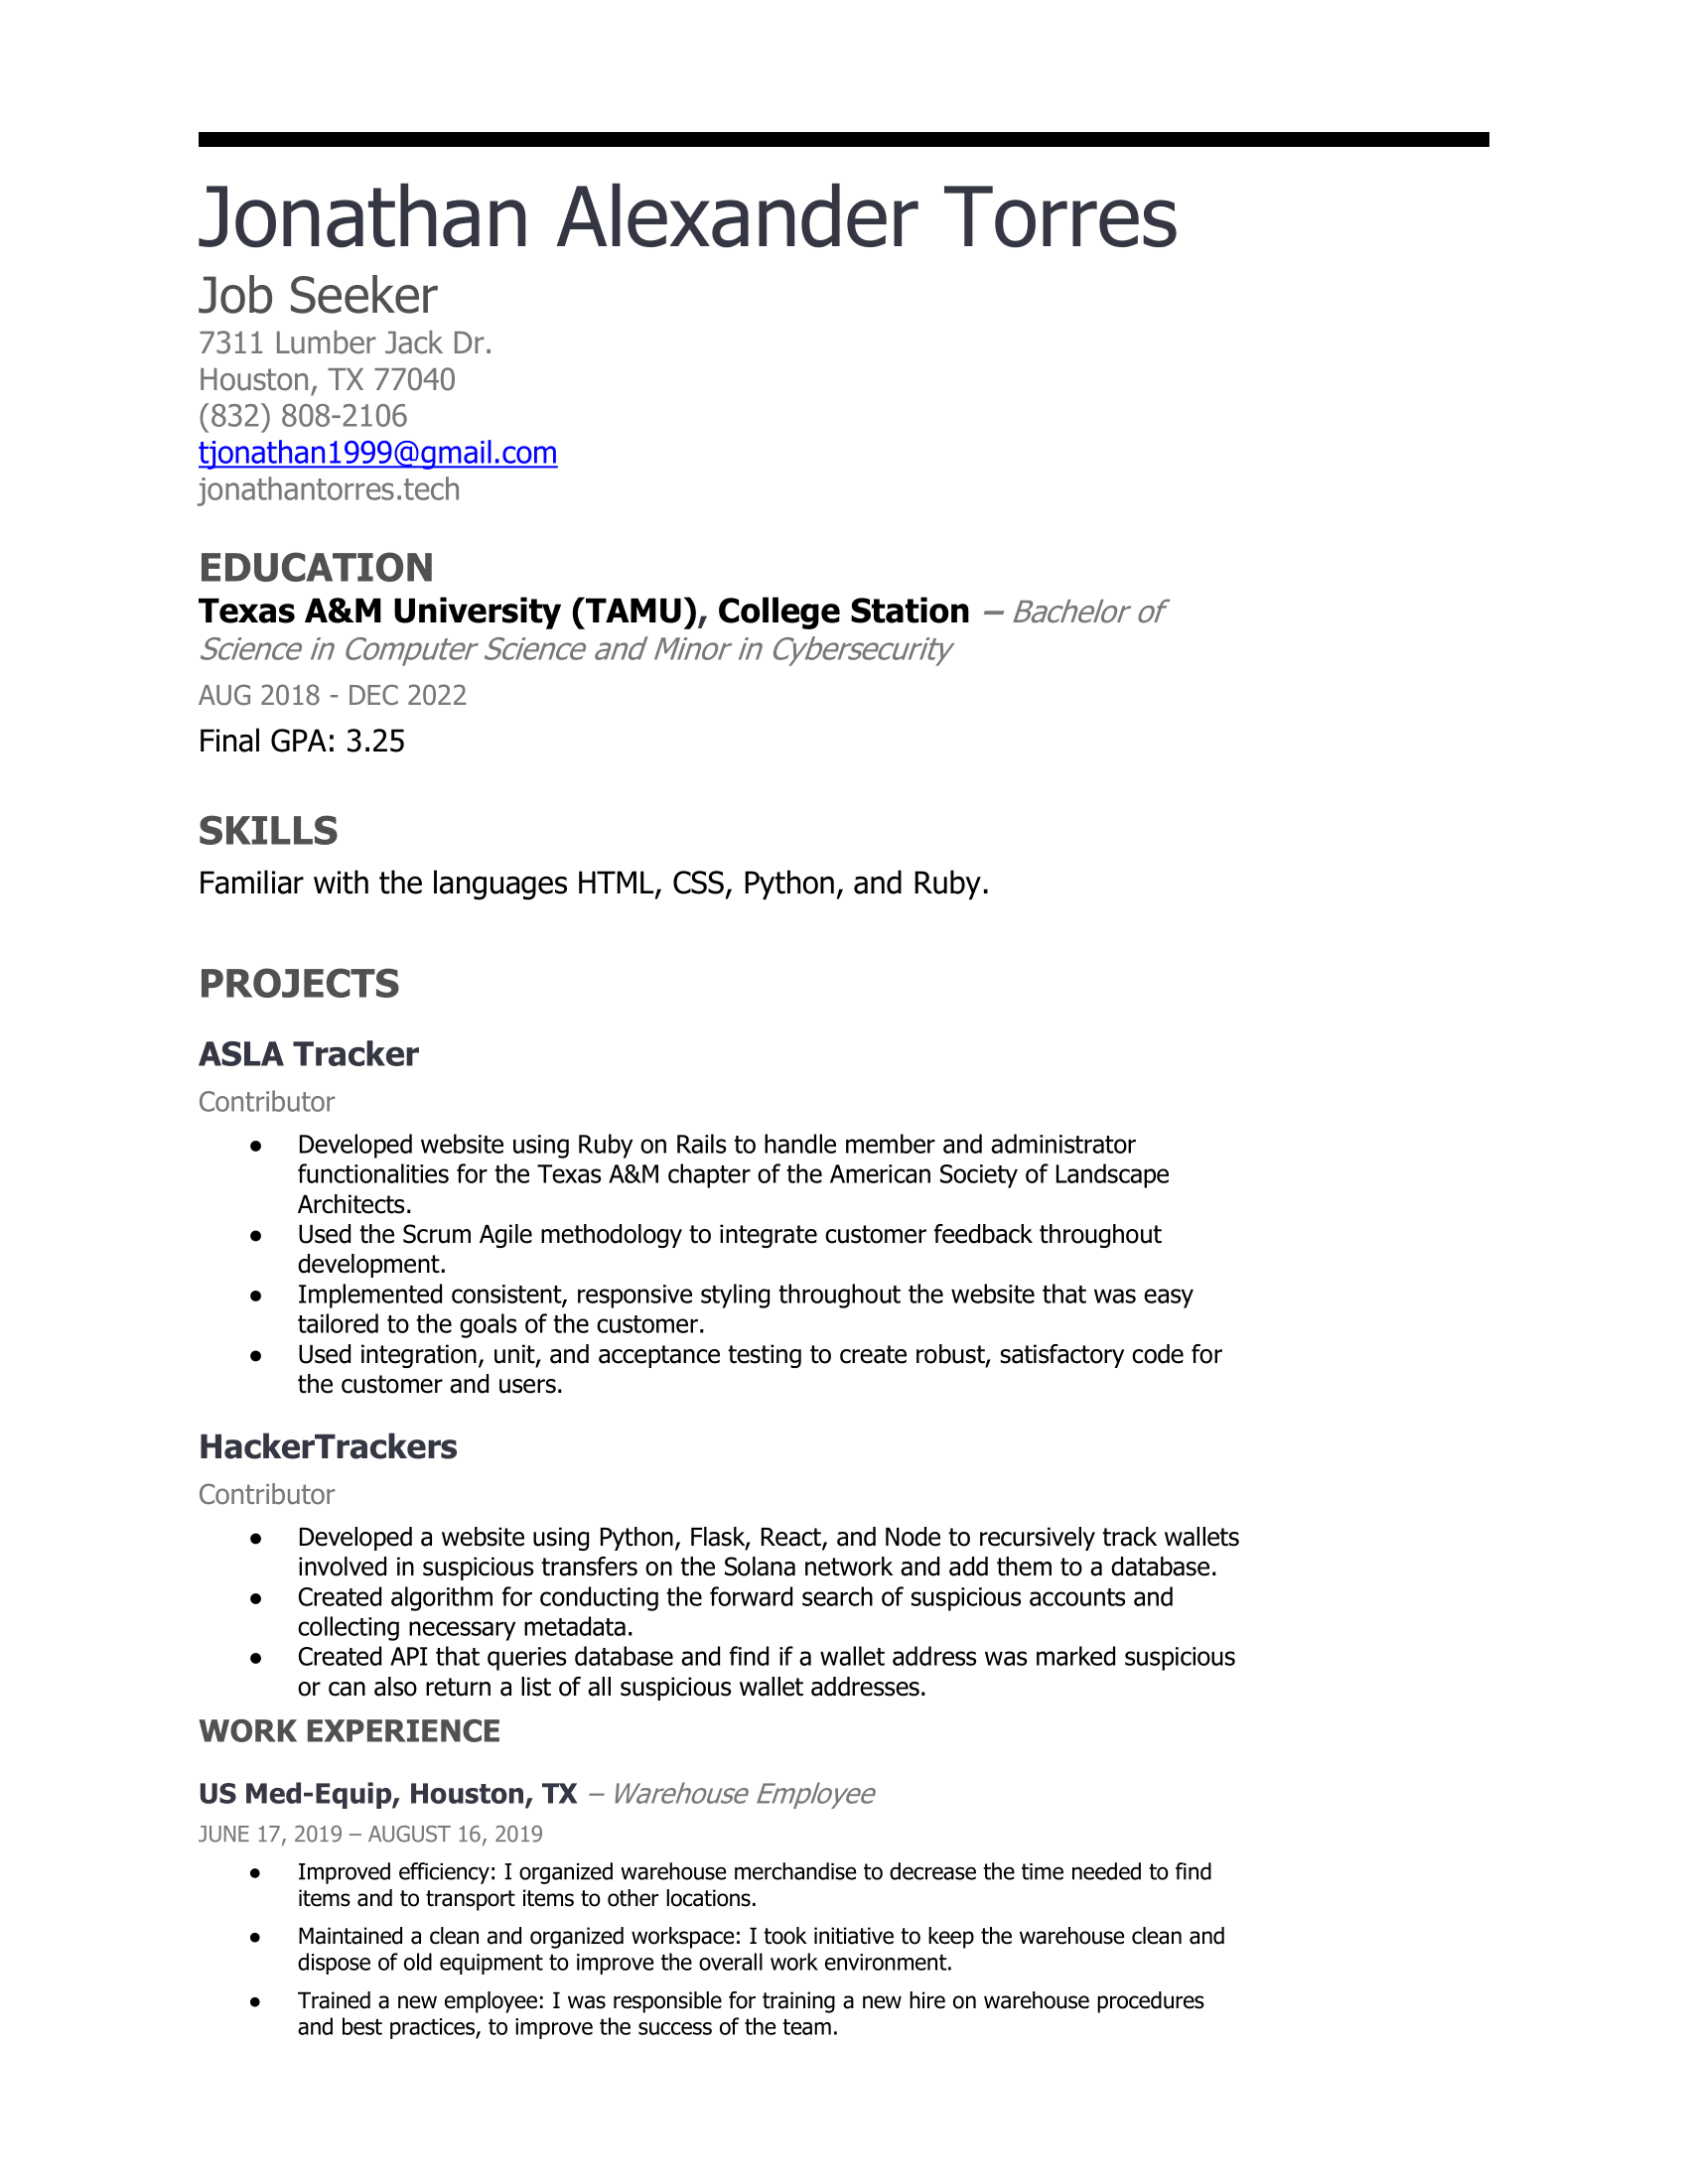 Jonathan Alexander Torres
Job Seeker
7311 Lumber Jack Dr.
Houston, TX 77040
(832) 808-2106
tjonathan1999@gmail.com
jonathantorres.tech
EDUCATION
Texas A&M University (TAMU), College Station – Bachelor of
Science in Computer Science and Minor in Cybersecurity
AUG 2018 - DEC 2022
Final GPA: 3.25
SKILLS
Familiar with the languages HTML, CSS, Python, and Ruby.
PROJECTS
ASLA Tracker
Contributor
● Developed website using Ruby on Rails to handle member and administrator
functionalities for the Texas A&M chapter of the American Society of Landscape
Architects.
● Used the Scrum Agile methodology to integrate customer feedback throughout
development.
● Implemented consistent, responsive styling throughout the website that was easy
tailored to the goals of the customer.
● Used integration, unit, and acceptance testing to create robust, satisfactory code for
the customer and users.
HackerTrackers
Contributor
● Developed a website using Python, Flask, React, and Node to recursively track wallets
involved in suspicious transfers on the Solana network and add them to a database.
● Created algorithm for conducting the forward search of suspicious accounts and
collecting necessary metadata.
● Created API that queries database and find if a wallet address was marked suspicious
or can also return a list of all suspicious wallet addresses.
WORK EXPERIENCE
US Med-Equip, Houston, TX – Warehouse Employee
JUNE 17, 2019 – AUGUST 16, 2019
● Improved efficiency: I organized warehouse merchandise to decrease the time needed to find
items and to transport items to other locations.
● Maintained a clean and organized workspace: I took initiative to keep the warehouse clean and
dispose of old equipment to improve the overall work environment.
● Trained a new employee: I was responsible for training a new hire on warehouse procedures
and best practices, to improve the success of the team.